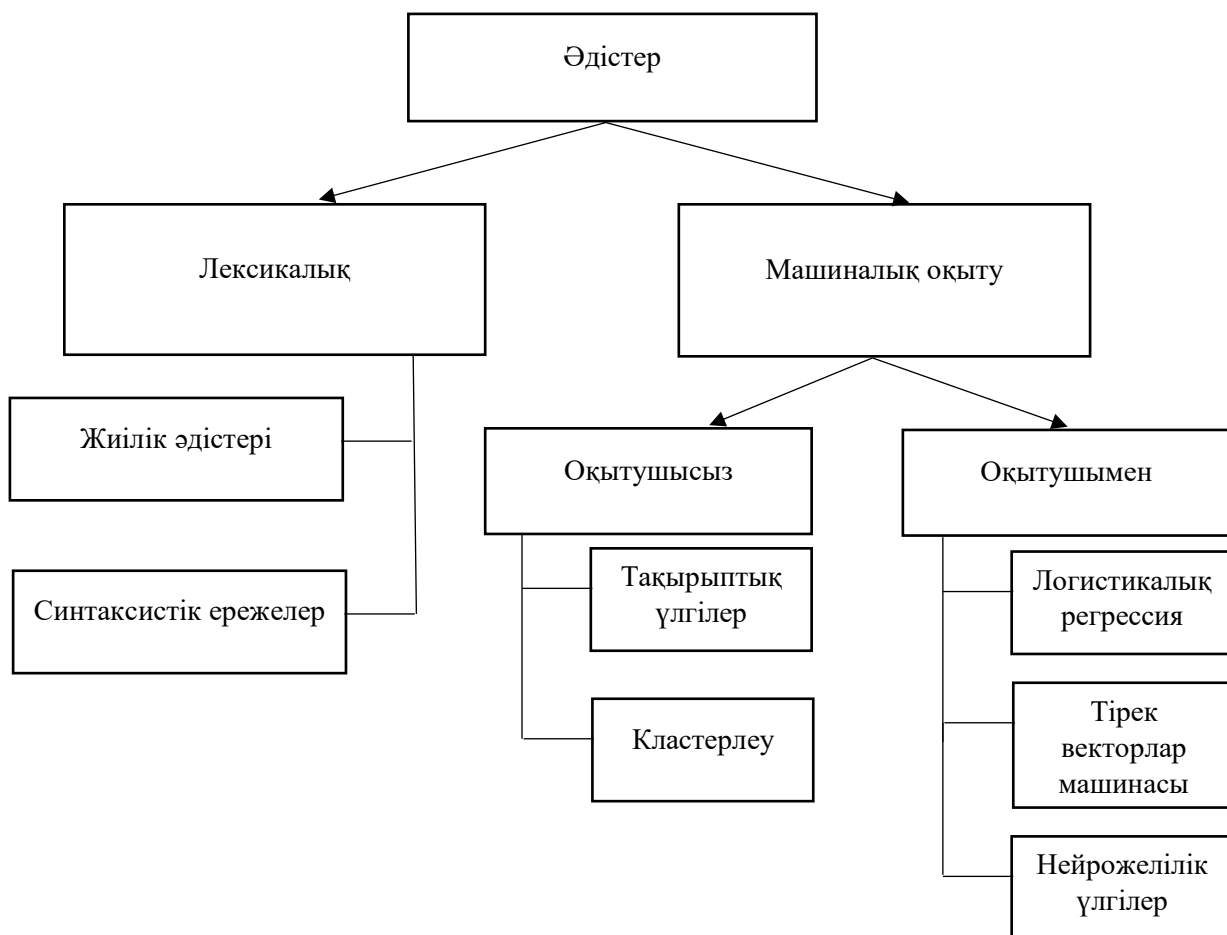 Әдістер
Лексикалық
Машиналық оқыту
Жиілік әдістері
Оқытушысыз
Оқытушымен
Синтаксистік ережелер
Тақырыптық
үлгілер
Логистикалық
регрессия
Кластерлеу
Тірек
векторлар
машинасы
Нейрожелілік
үлгілер